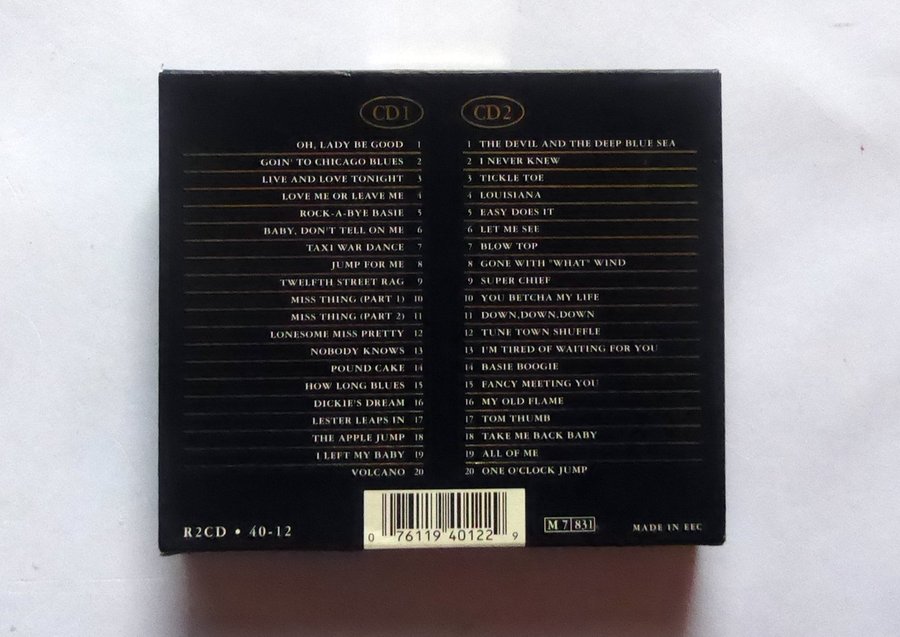 CD 1
OH, LADY BE GOOD 1
GOIN' TO CHICAGO BLUES 2
LIVE AND LOVE TONIGHT 3
LOVE ME OR LEAVE ME 4
ROCK-A-BYE BASIE 5
BABY, DON'T TELL ON ME 6
TAXI WAR DANCE 7
JUMP FOR ME 8
TWELFTH STREET RAG 9
MISS THING (PART 1) 10
MISS THING (PART 2) 11
LONESOME MISS PRETTY 12
NOBODY KNOWS 13
POUND CAKE 14
HOW LONG BLUES 15
DICKIE'S DREAM 16
LESTER LEAPS IN 17
THE APPLE JUMP 18
I LEFT MY BABY 19
VOLCANO 20
CD 2
1 THE DEVIL AND THE DEEP BLUE SEA
2 I NEVER KNEW
3 TICKLE TOE
4 LOUISIANA
5 EASY DOES IT
6 LET ME SEE
7 BLOW TOP
8 GONE WITH "WHAT" WIND
9 SUPER CHIEF
10 YOU BETCHA MY LIFE
11 DOWN,DOWN,DOWN
12 TUNE TOWN SHUFFLE
13 I'M TIRED OF WAITING FOR YOU
14 BASIE BOOGIE
15 FANCY MEETING YOU
16 MY OLD FLAME
17 TOM THUMB
18 TAKE ME BACK BABY
19 ALL OF ME
20 ONE O'CLOCK JUMP
R2CD • 40-12
0 76119 40122 9
M 7 831
MADE IN EEC